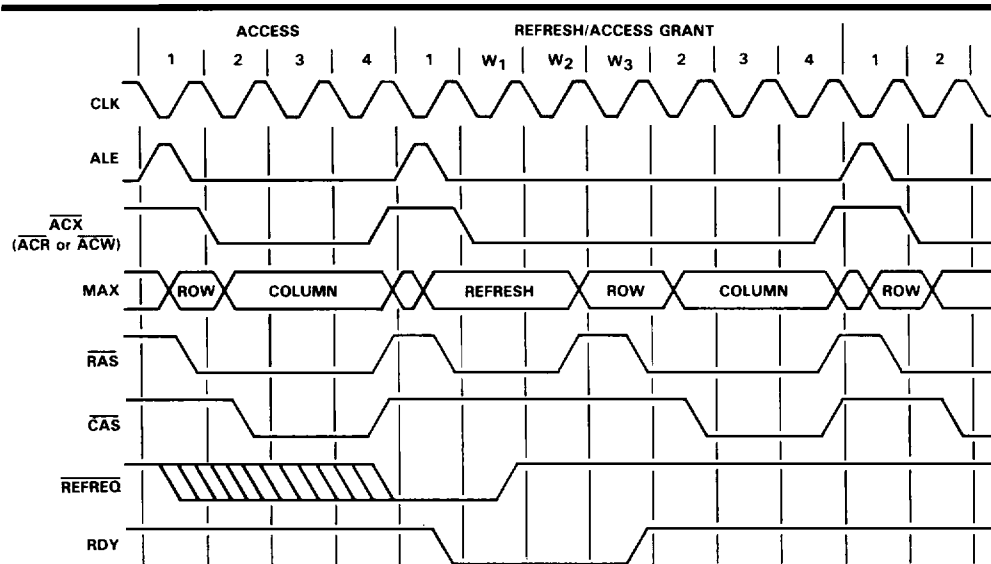 ACCESS REFRESH/ACCESS GRANT
1 2 3 4 1 W1 W2 W3 2 3 4 1 2
CLK
ALE
ACX
(ACR or ACW)
MAX ROW COLUMN REFRESH ROW COLUMN ROW
RAS
CAS
REFREQ
RDY